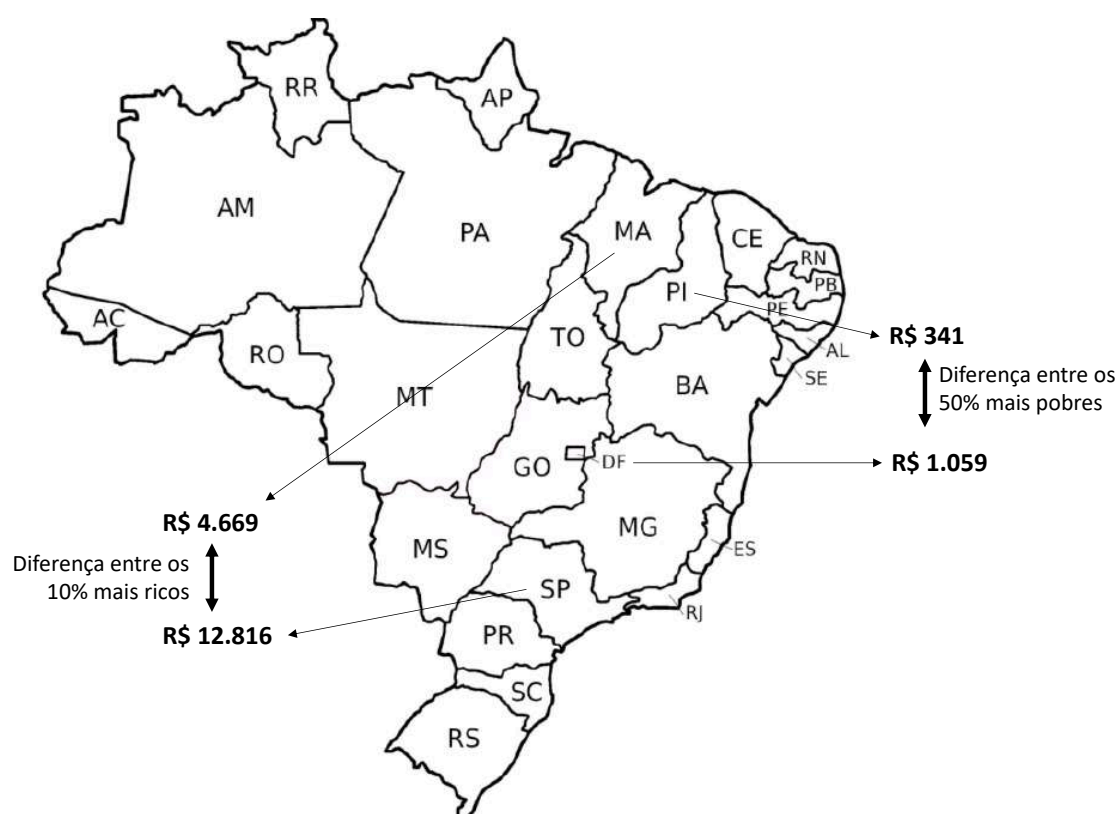 RR
AP
AM
PA
MA
CE
RN
PB
PI
PE
AC
TO
AL
R$ 341
RO
SE
MT
BA
Diferença entre os
50% mais pobres
GO
DF
R$ 1.059
R$ 4.669
MG
MS
ES
Diferença entre os
10% mais ricos
SP
RJ
R$ 12.816
PR
SC
RS